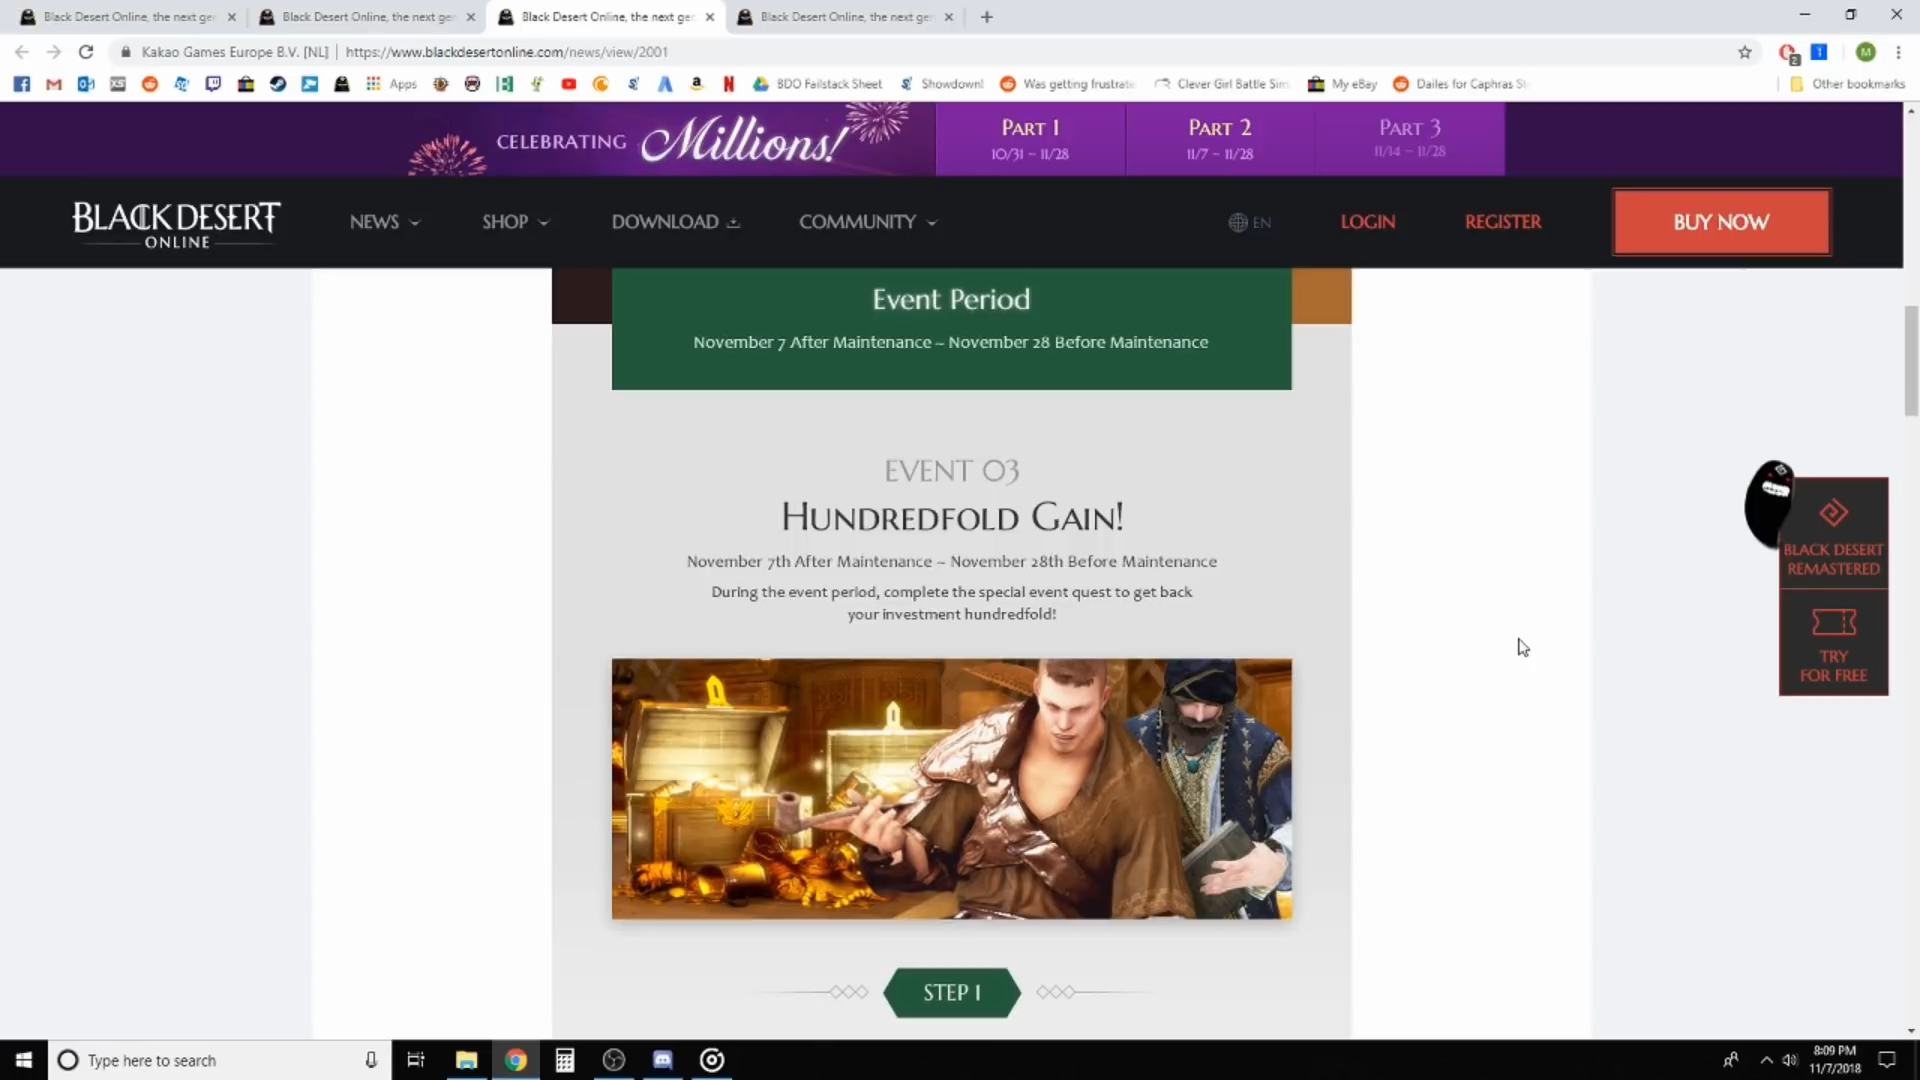 Black Desert Online, the next ger
Black Desert Online, the next gen
Black Desert Online, the next gen
Black Desert Online, the next ger
Kakao Games Europe B.V. [NL] | https://www.blackdesertonline.com/news/view/2001
Apps
BDO Failstack Sheet
Showdown!
Was getting frustrate
Clever Girl Battle Sim
My eBay
Dailes for Caphras St
Other bookmarks
CELEBRATING Millions!
PART 1
10/31 – 11/28
PART 2
11/7 – 11/28
PART 3
11/14 – 11/28
BLACK DESERT
ONLINE
NEWS
SHOP
DOWNLOAD
COMMUNITY
EN
LOGIN
REGISTER
BUY NOW
Event Period
November 7 After Maintenance – November 28 Before Maintenance
EVENT 03
HUNDREDFOLD GAIN!
November 7th After Maintenance – November 28th Before Maintenance
During the event period, complete the special event quest to get back
your investment hundredfold!
BLACK DESERT
REMASTERED
TRY
FOR FREE
STEP 1
Type here to search
8:09 PM
11/7/2018